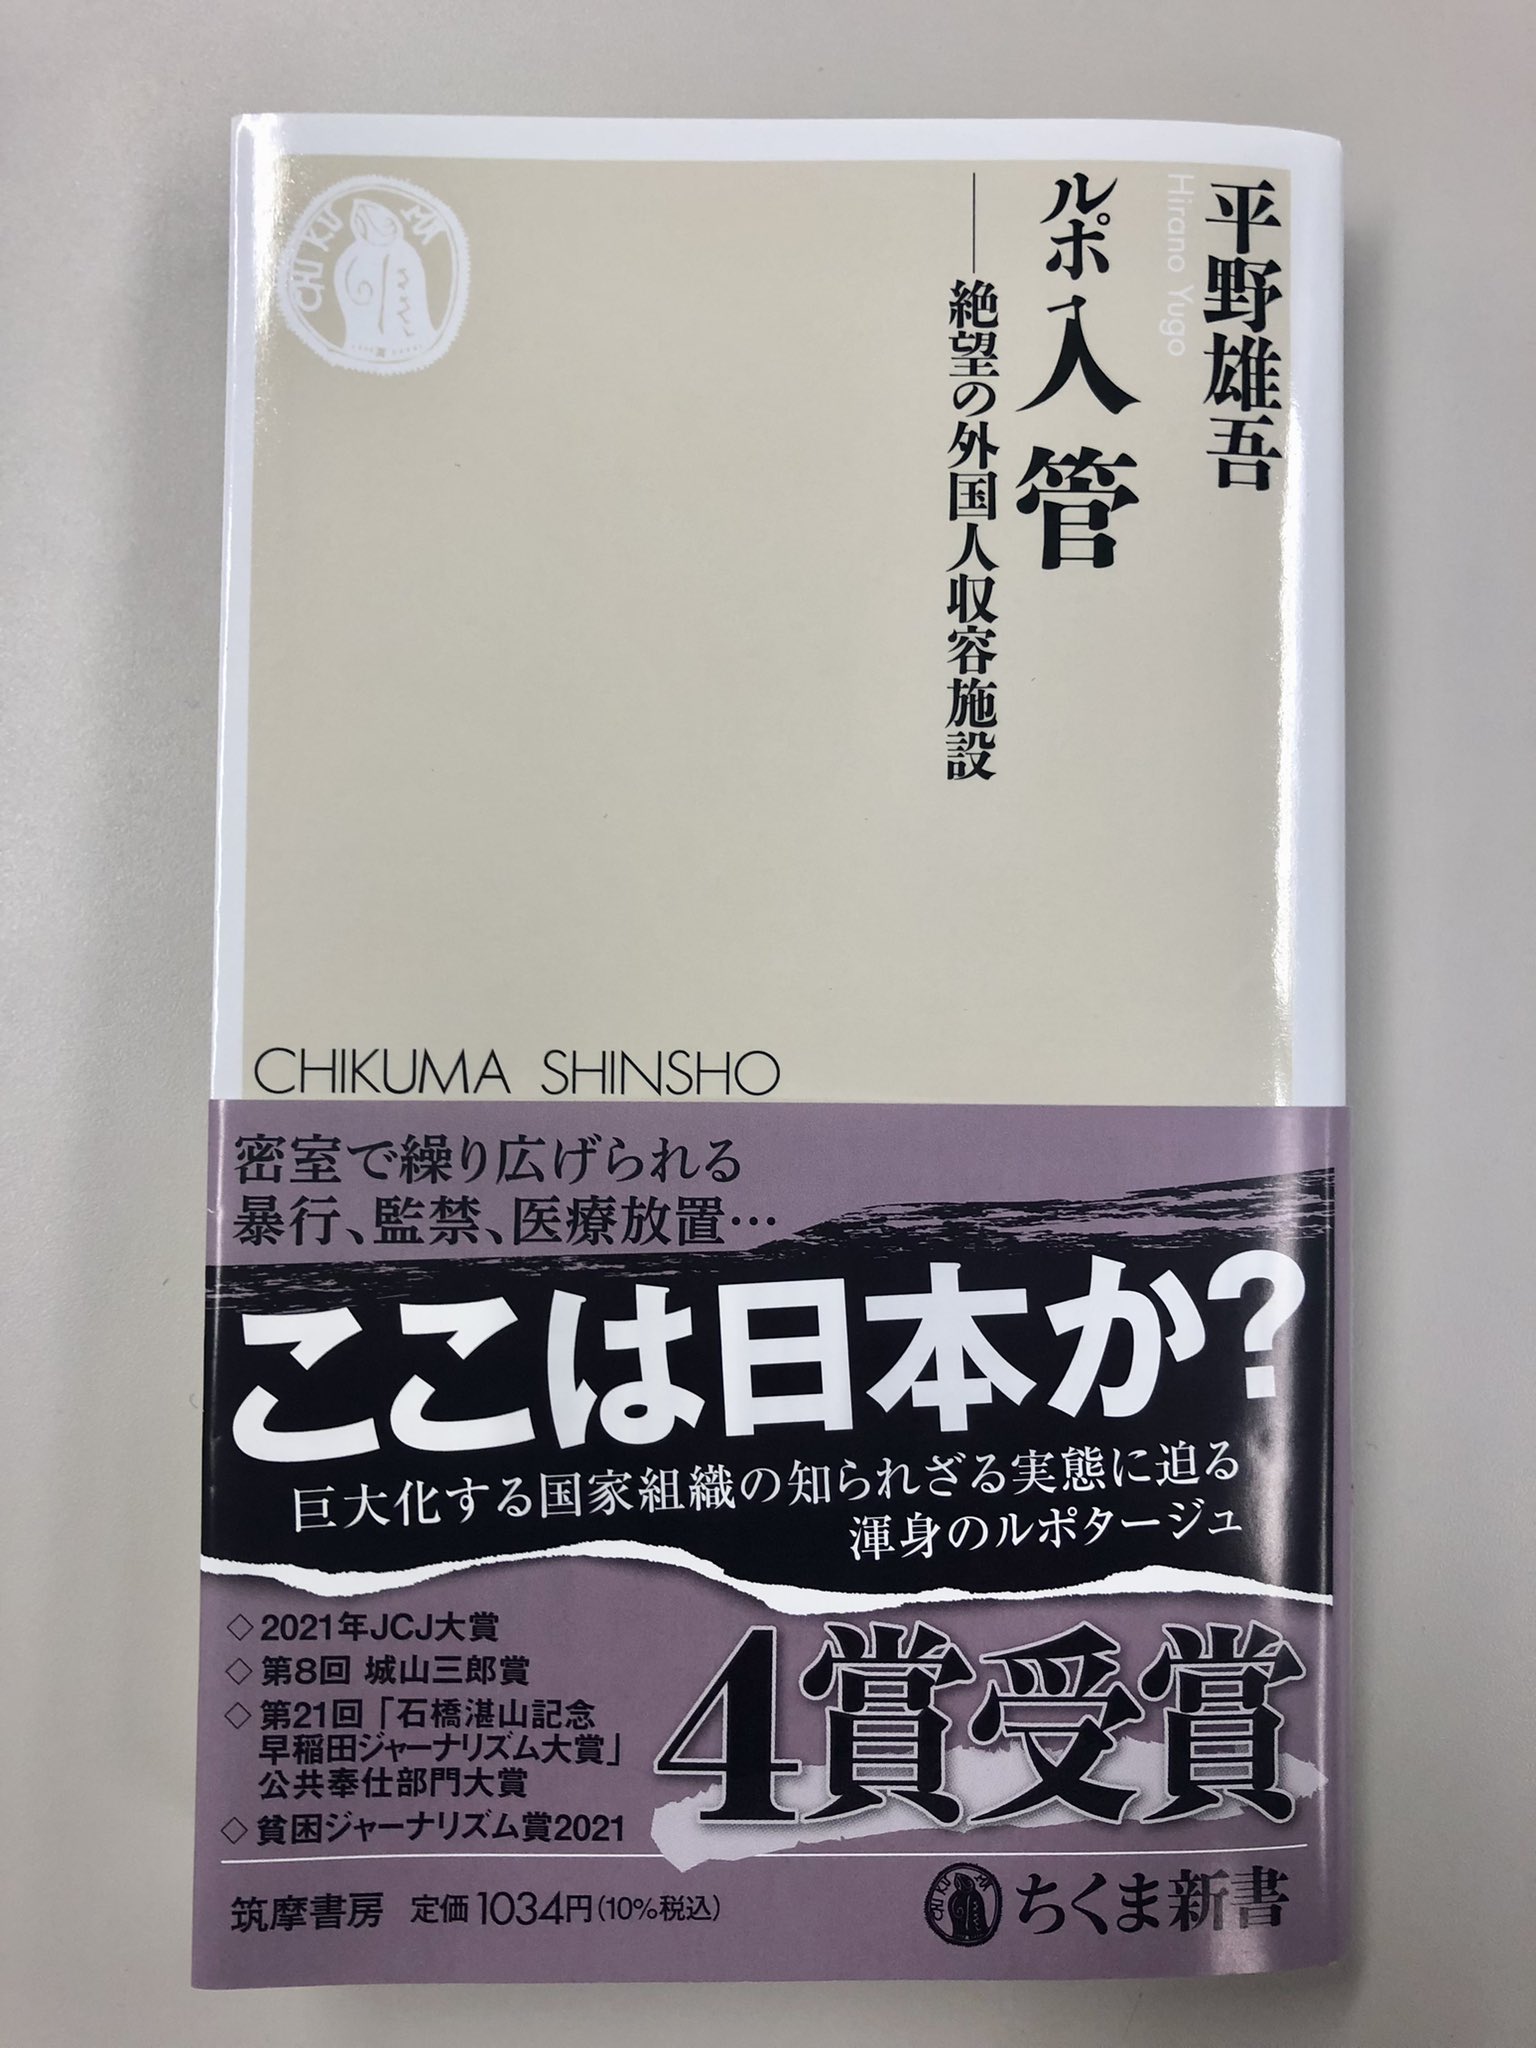 平野雄吾
Hirano Yugo
ルポ入管
──絶望の外国人収容施設
CHIKUMA
CHIKUMA SHINSHO
密室で繰り広げられる
暴行、監禁、医療放置…
ここは日本か?
巨大化する国家組織の知られざる実態に迫る
渾身のルポタージュ
◇2021年JCJ大賞
◇第8回 城山三郎賞
◇第21回「石橋湛山記念
早稲田ジャーナリズム大賞」
公共奉仕部門大賞
◇貧困ジャーナリズム賞2021
4賞受賞
筑摩書房 定価1034円(10%税込)
CHIKUMA
ちくま新書